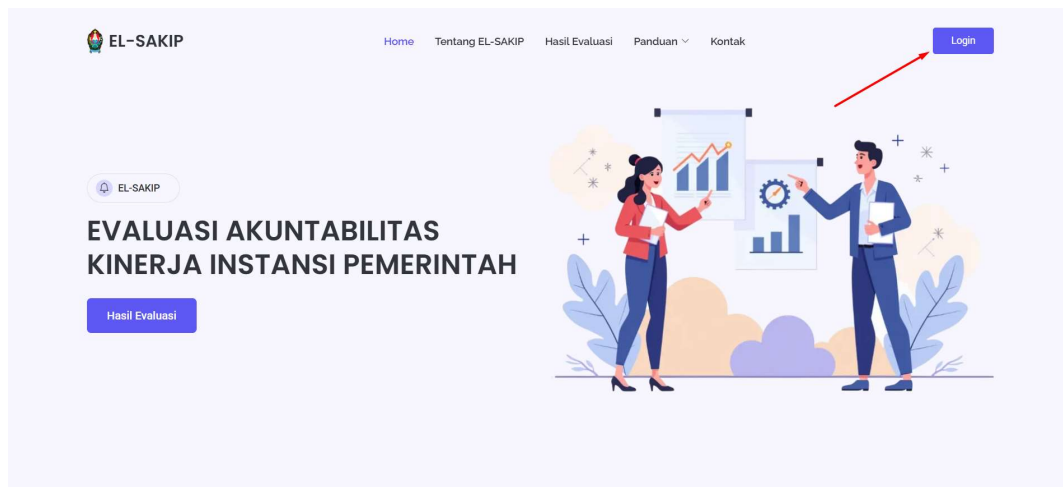 EL-SAKIP
Home Tentang EL-SAKIP Hasil Evaluasi Panduan Kontak
Login
EL-SAKIP
EVALUASI AKUNTABILITAS
KINERJA INSTANSI PEMERINTAH
Hasil Evaluasi